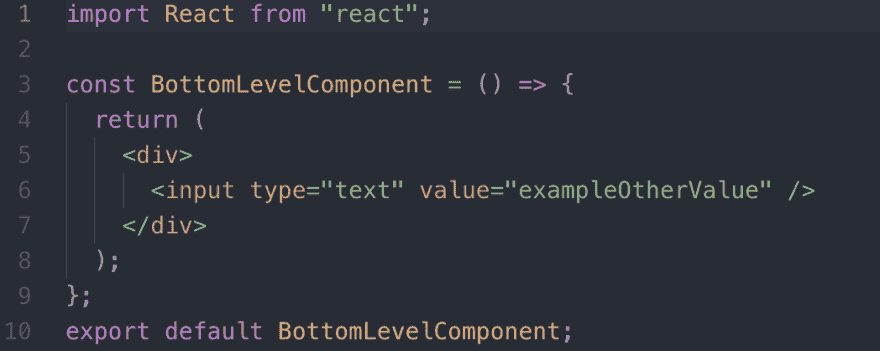 1 import React from "react";
2
3 const BottomLevelComponent = () => {
4   return (
5     <div>
6       <input type="text" value="exampleOtherValue" />
7     </div>
8   );
9 };
10 export default BottomLevelComponent;